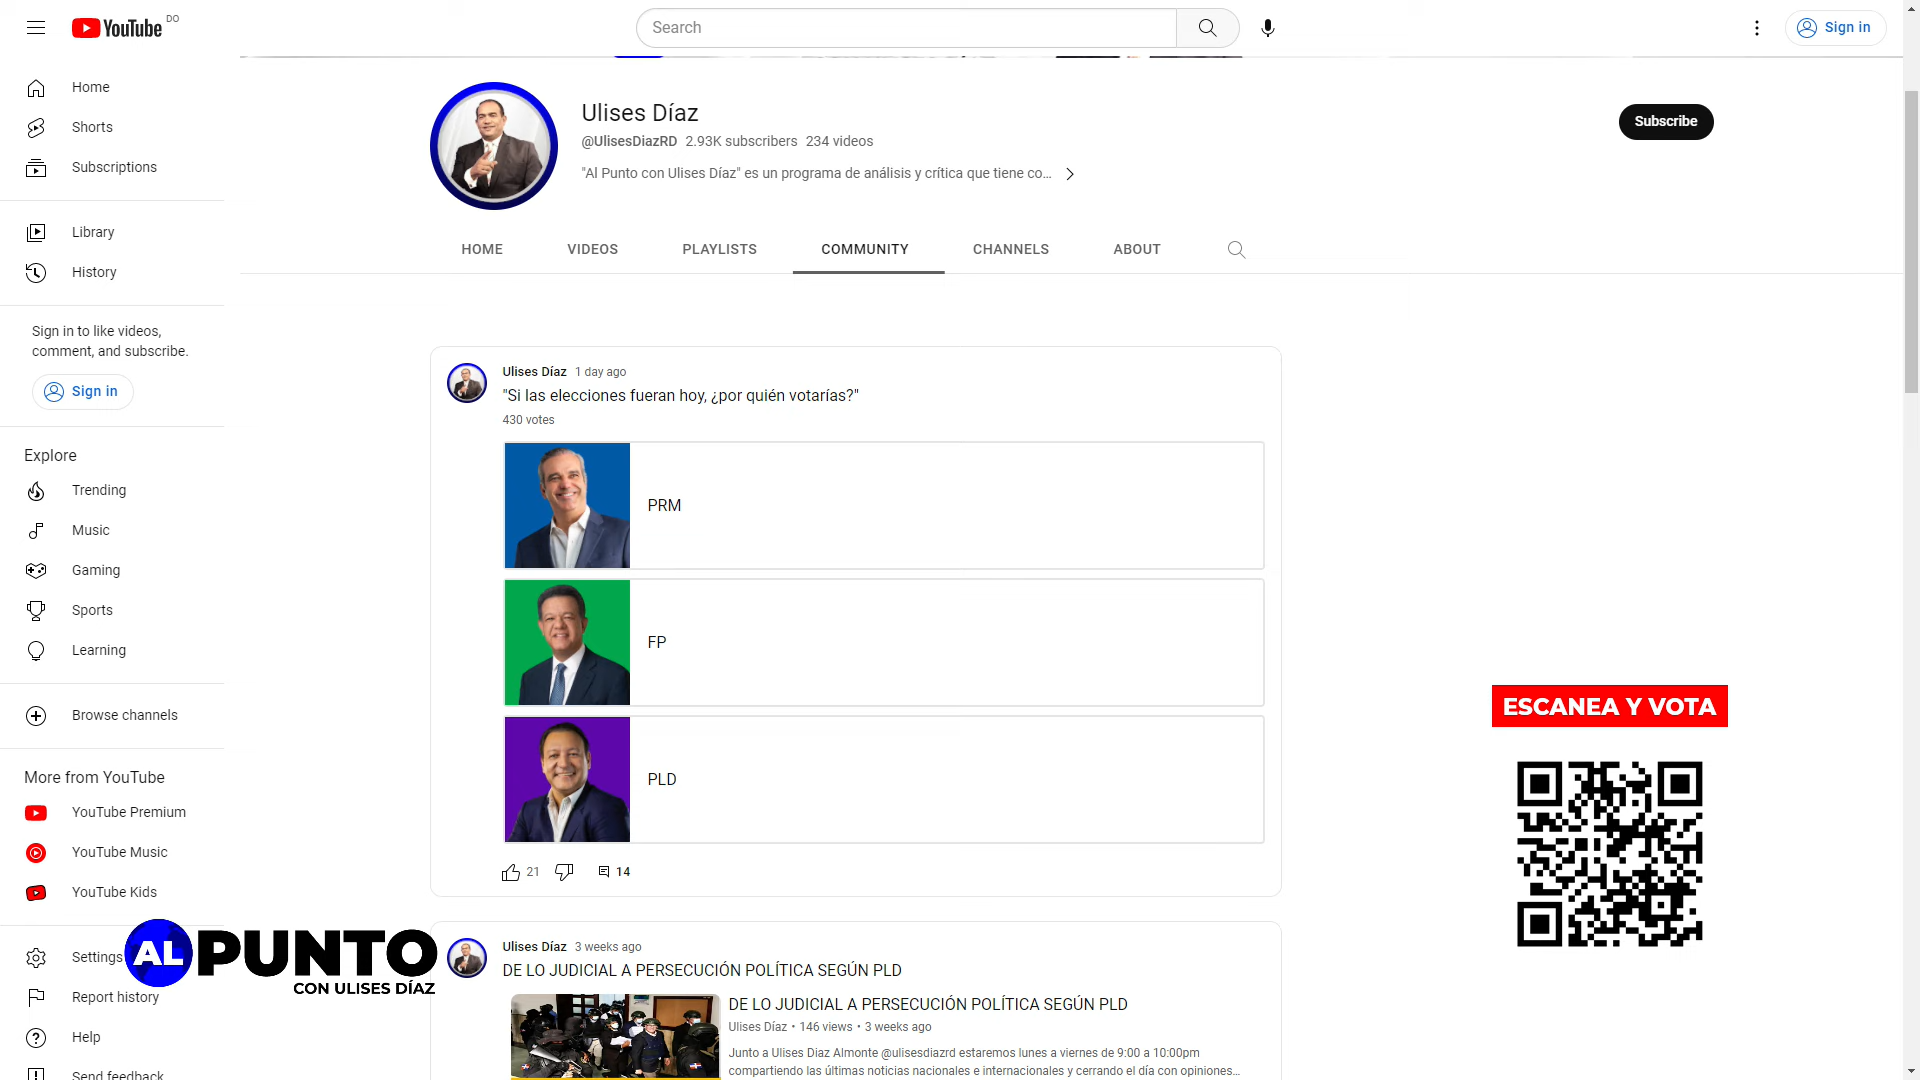 YouTube DO
Search
Sign in
Home
Shorts
Subscriptions
Library
History
Sign in to like videos,
comment, and subscribe.
Sign in
Explore
Trending
Music
Gaming
Sports
Learning
Browse channels
More from YouTube
YouTube Premium
YouTube Music
YouTube Kids
Settings
Report history
Help
Send feedback
Ulises Díaz
@UlisesDiazRD 2.93K subscribers 234 videos
"Al Punto con Ulises Díaz" es un programa de análisis y crítica que tiene co...
Subscribe
HOME VIDEOS PLAYLISTS COMMUNITY CHANNELS ABOUT
Ulises Díaz 1 day ago
"Si las elecciones fueran hoy, ¿por quién votarías?"
430 votes
PRM
FP
PLD
21 14
Ulises Díaz 3 weeks ago
DE LO JUDICIAL A PERSECUCIÓN POLÍTICA SEGÚN PLD
DE LO JUDICIAL A PERSECUCIÓN POLÍTICA SEGÚN PLD
Ulises Díaz • 146 views • 3 weeks ago
Junto a Ulises Diaz Almonte @ulisesdiazrd estaremos lunes a viernes de 9:00 a 10:00pm
compartiendo las últimas noticias nacionales e internacionales y cerrando el día con opiniones...
ESCANEA Y VOTA
AL PUNTO
CON ULISES DÍAZ